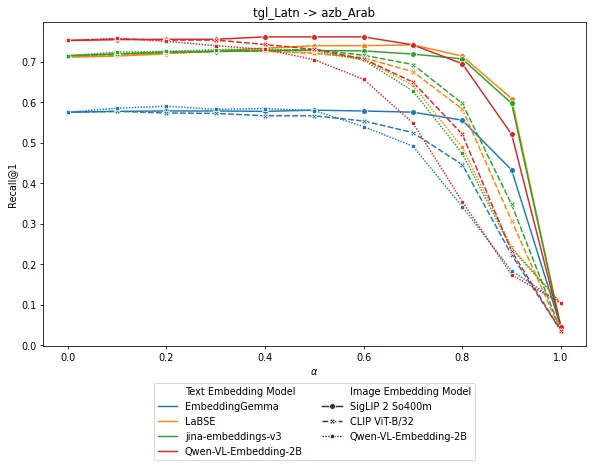 tgl_Latn -> azb_Arab
Recall@1
0.7
0.6
0.5
0.4
0.3
0.2
0.1
0.0
0.0 0.2 0.4 0.6 0.8 1.0
α
Text Embedding Model Image Embedding Model
EmbeddingGemma SigLIP 2 So400m
LaBSE CLIP ViT-B/32
jina-embeddings-v3 Qwen-VL-Embedding-2B
Qwen-VL-Embedding-2B